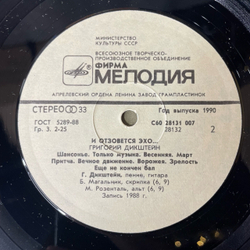 МИНИСТЕРСТВО
КУЛЬТУРЫ СССР
ВСЕСОЮЗНОЕ ТВОРЧЕСКО-
ПРОИЗВОДСТВЕННОЕ ОБЪЕДИНЕНИЕ
ФИРМА
МЕЛОДИЯ
АПРЕЛЕВСКИЙ ОРДЕНА ЛЕНИНА ЗАВОД ГРАМПЛАСТИНОК
СТЕРЕО 33
Год выпуска 1990
ГОСТ 5289-88
С60 28131 007
Гр. 3. 2-25
28132
2
И ОТЗОВЕТСЯ ЭХО...
ГРИГОРИЙ ДИКШТЕЙН
Шансонье. Только музыка. Весенняя. Март
Притча. Вечное движение. Ворожея. Зрелость
Еще не кончен бал
Г. Дикштейн, пение, гитара
Б. Магальник, скрипка (6, 9)
М. Розенталь, альт (6, 9)
Запись 1988 г.